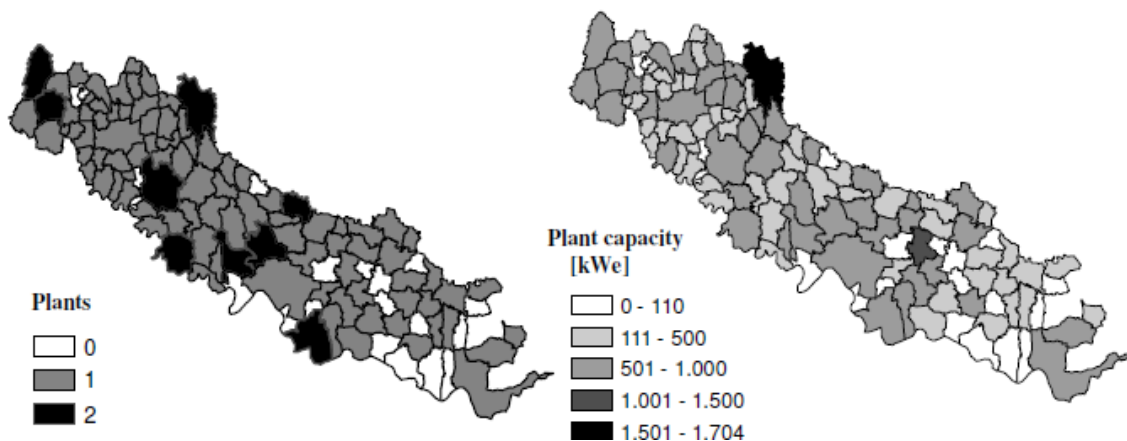 Plants
0
1
2
Plant capacity
[kWe]
0 - 110
111 - 500
501 - 1.000
1.001 - 1.500
1.501 - 1.704